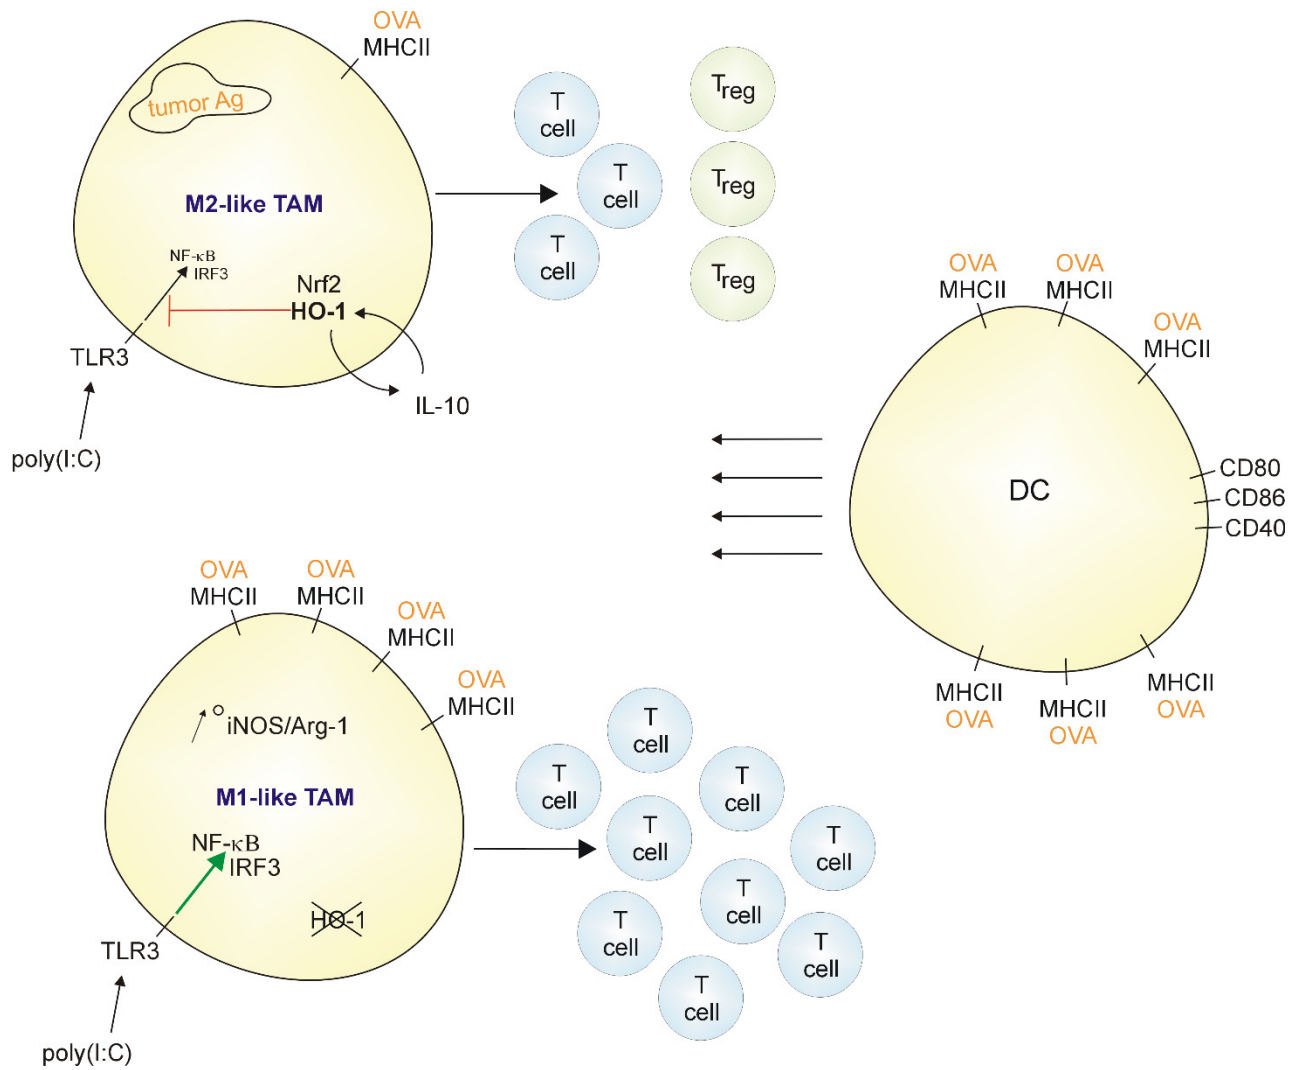 OVA
MHCII
tumor Ag
M2-like TAM
NF-κB
IRF3
Nrf2
HO-1
TLR3
IL-10
poly(I:C)
T
cell
T
cell
T
cell
Treg
Treg
Treg
OVA
MHCII
OVA
MHCII
OVA
MHCII
DC
CD80
CD86
CD40
MHCII
OVA
MHCII
OVA
MHCII
OVA
OVA
MHCII
OVA
MHCII
OVA
MHCII
OVA
MHCII
iNOS/Arg-1
M1-like TAM
NF-κB
IRF3
HO-1
TLR3
poly(I:C)
T
cell
T
cell
T
cell
T
cell
T
cell
T
cell
T
cell
T
cell
T
cell